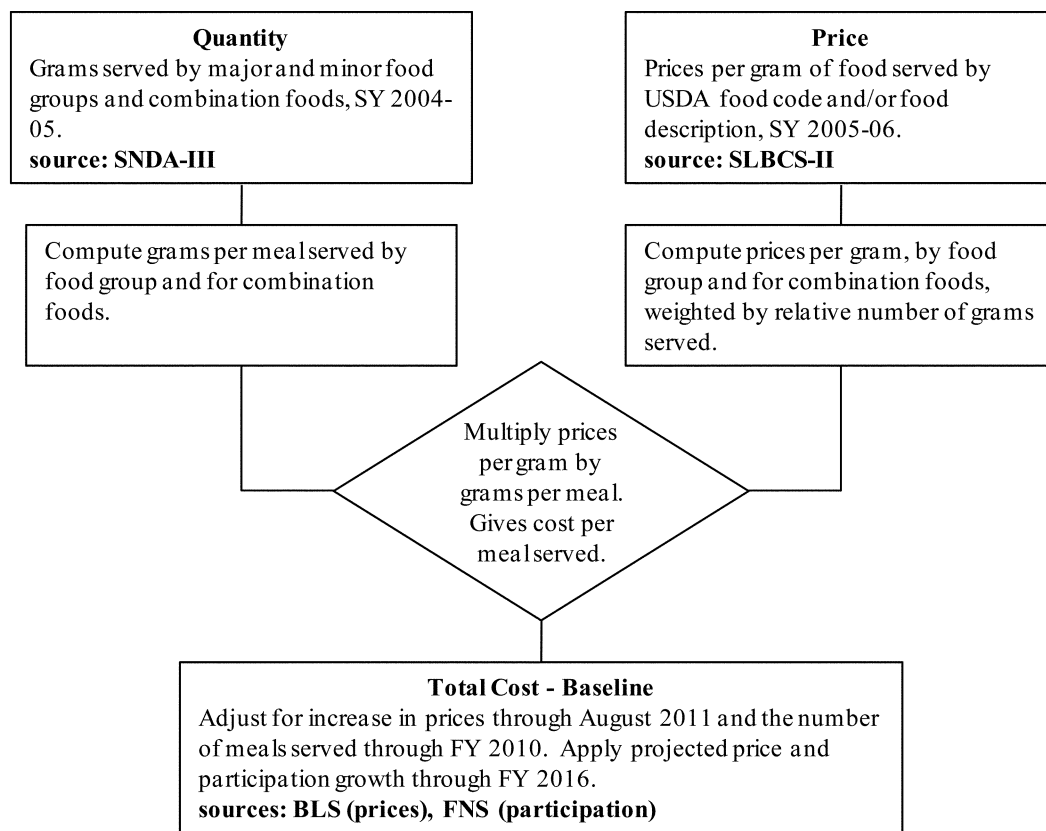 Quantity
Grams served by major and minor food
groups and combination foods, SY 2004-
05.
source: SNDA-III
Price
Prices per gram of food served by
USDA food code and/or food
description, SY 2005-06.
source: SLBCS-II
Compute grams per meal served by
food group and for combination
foods.
Compute prices per gram, by food
group and for combination foods,
weighted by relative number of grams
served.
Multiply prices
per gram by
grams per meal.
Gives cost per
meal served.
Total Cost - Baseline
Adjust for increase in prices through August 2011 and the number
of meals served through FY 2010. Apply projected price and
participation growth through FY 2016.
sources: BLS (prices), FNS (participation)